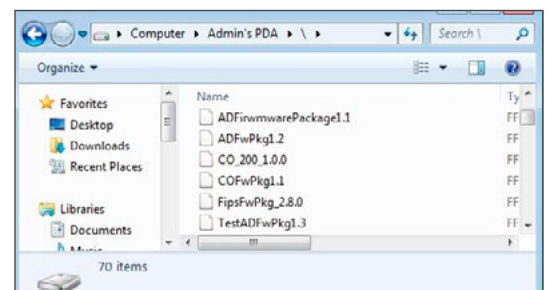 Computer ▸ Admin's PDA ▸ \ ▸
Search \
Organize
Favorites
Desktop
Downloads
Recent Places
Libraries
Documents
Music
Name
Ty
ADFirwmwarePackage1.1
FF
ADFwPkg1.2
FF
CO_200_1.0.0
FF
COFwPkg1.1
FF
FipsFwPkg_2.8.0
FF
TestADFwPkg1.3
FF
70 items